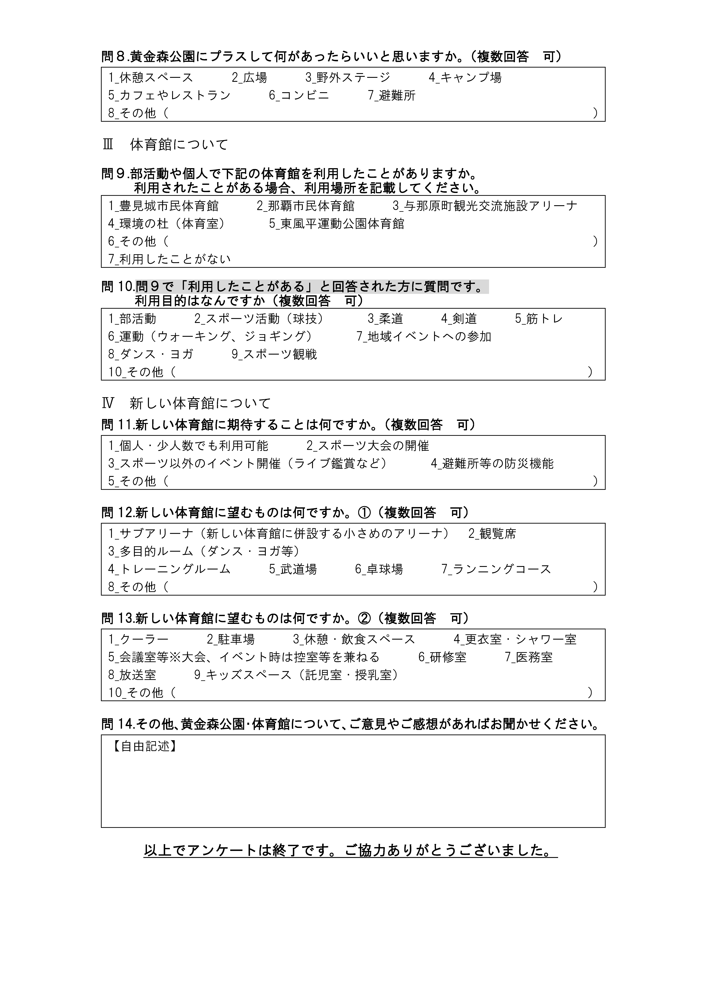 問８.黄金森公園にプラスして何があったらいいと思いますか。（複数回答　可）
1_休憩スペース　　　2_広場　　　3_野外ステージ　　　4_キャンプ場
5_カフェやレストラン　　　6_コンビニ　　　7_避難所
8_その他（　　　　　　　　　　　　　　　　　　　　　　　　　　　　　　　　　　）
Ⅲ　体育館について
問９.部活動や個人で下記の体育館を利用したことがありますか。
利用されたことがある場合、利用場所を記載してください。
1_豊見城市民体育館　　　2_那覇市民体育館　　　3_与那原町観光交流施設アリーナ
4_環境の杜（体育室）　　　5_東風平運動公園体育館
6_その他（　　　　　　　　　　　　　　　　　　　　　　　　　　　　　　　　　　）
7_利用したことがない
問 10.問９で「利用したことがある」と回答された方に質問です。
利用目的はなんですか（複数回答　可）
1_部活動　　　2_スポーツ活動（球技）　　　3_柔道　　　4_剣道　　　5_筋トレ
6_運動（ウォーキング、ジョギング）　　　7_地域イベントへの参加
8_ダンス・ヨガ　　　9_スポーツ観戦
10_その他（　　　　　　　　　　　　　　　　　　　　　　　　　　　　　　　　　）
Ⅳ　新しい体育館について
問 11.新しい体育館に期待することは何ですか。（複数回答　可）
1_個人・少人数でも利用可能　　　2_スポーツ大会の開催
3_スポーツ以外のイベント開催（ライブ鑑賞など）　　　4_避難所等の防災機能
5_その他（　　　　　　　　　　　　　　　　　　　　　　　　　　　　　　　　　　）
問 12.新しい体育館に望むものは何ですか。①（複数回答　可）
1_サブアリーナ（新しい体育館に併設する小さめのアリーナ）　2_観覧席
3_多目的ルーム（ダンス・ヨガ等）
4_トレーニングルーム　　　5_武道場　　　6_卓球場　　　7_ランニングコース
8_その他（　　　　　　　　　　　　　　　　　　　　　　　　　　　　　　　　　　）
問 13.新しい体育館に望むものは何ですか。②（複数回答　可）
1_クーラー　　　2_駐車場　　　3_休憩・飲食スペース　　　4_更衣室・シャワー室
5_会議室等※大会、イベント時は控室等を兼ねる　　　6_研修室　　　7_医務室
8_放送室　　　9_キッズスペース（託児室・授乳室）
10_その他（　　　　　　　　　　　　　　　　　　　　　　　　　　　　　　　　　）
問 14.その他､黄金森公園･体育館について､ご意見やご感想があればお聞かせください。
【自由記述】
以上でアンケートは終了です。ご協力ありがとうございました。